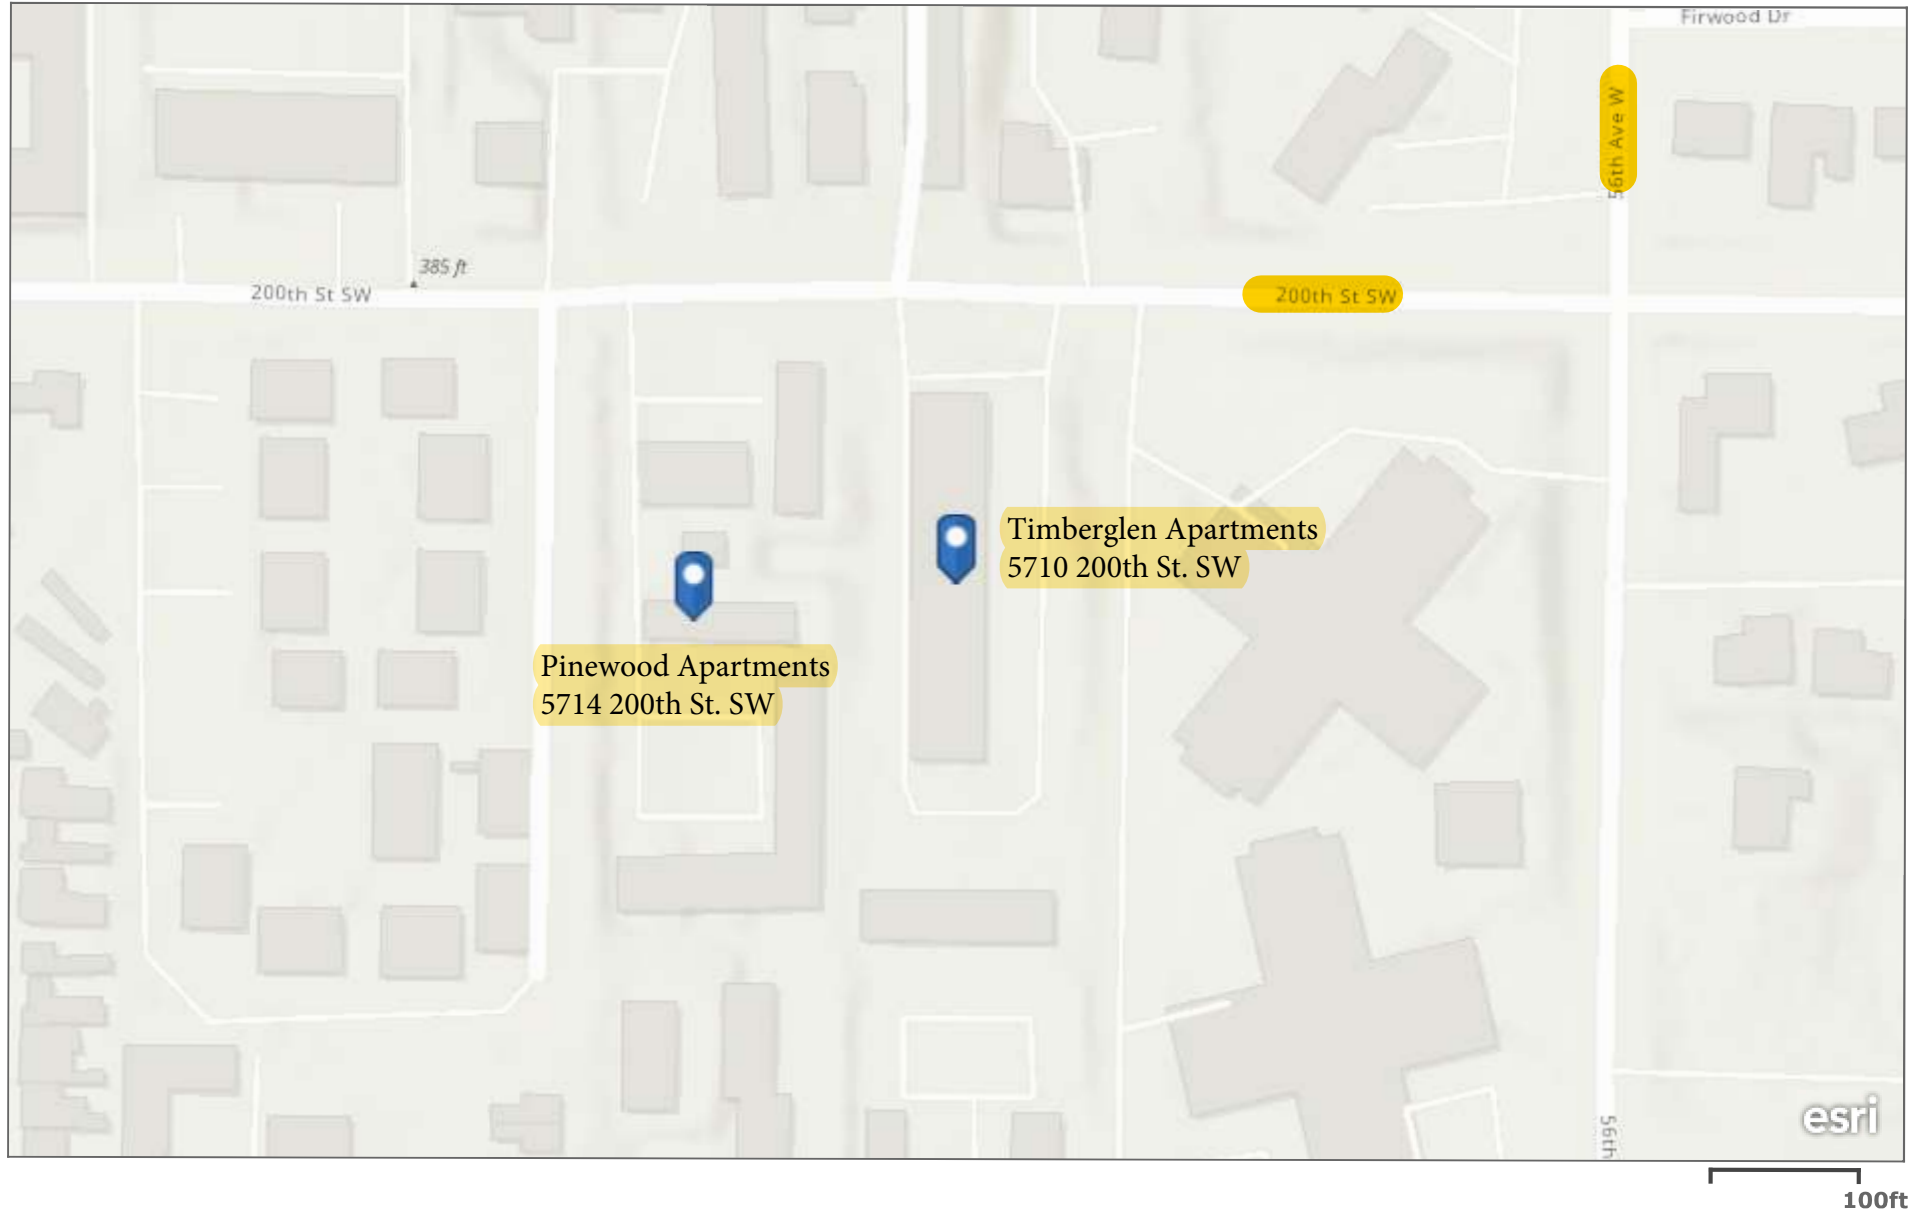 Firwood Dr
56th Ave W
385 ft
200th St SW
200th St SW
Timberglen Apartments
5710 200th St. SW
Pinewood Apartments
5714 200th St. SW
56th
esri
100ft